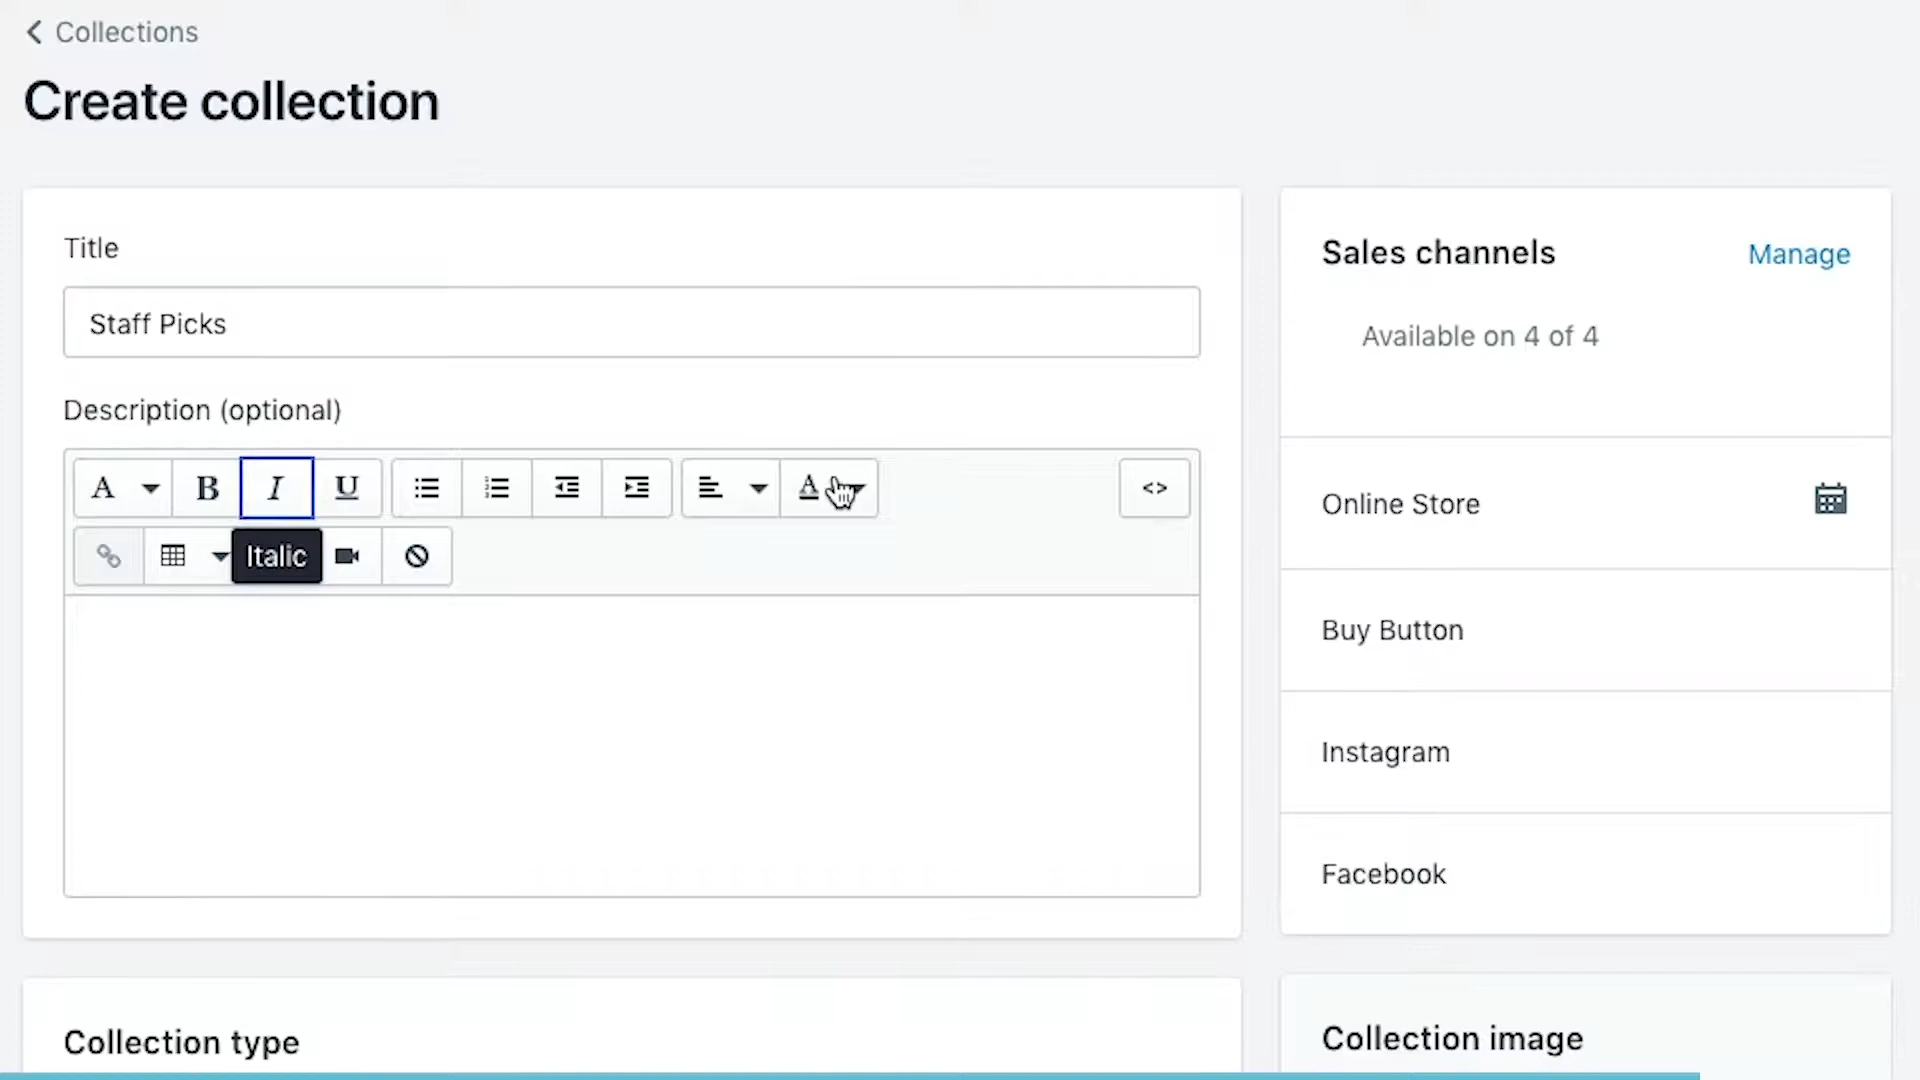 Collections
Create collection
Title
Staff Picks
Description (optional)
A
B
I
U
A
<>
Italic
Collection type
Sales channels
Manage
Available on 4 of 4
Online Store
Buy Button
Instagram
Facebook
Collection image